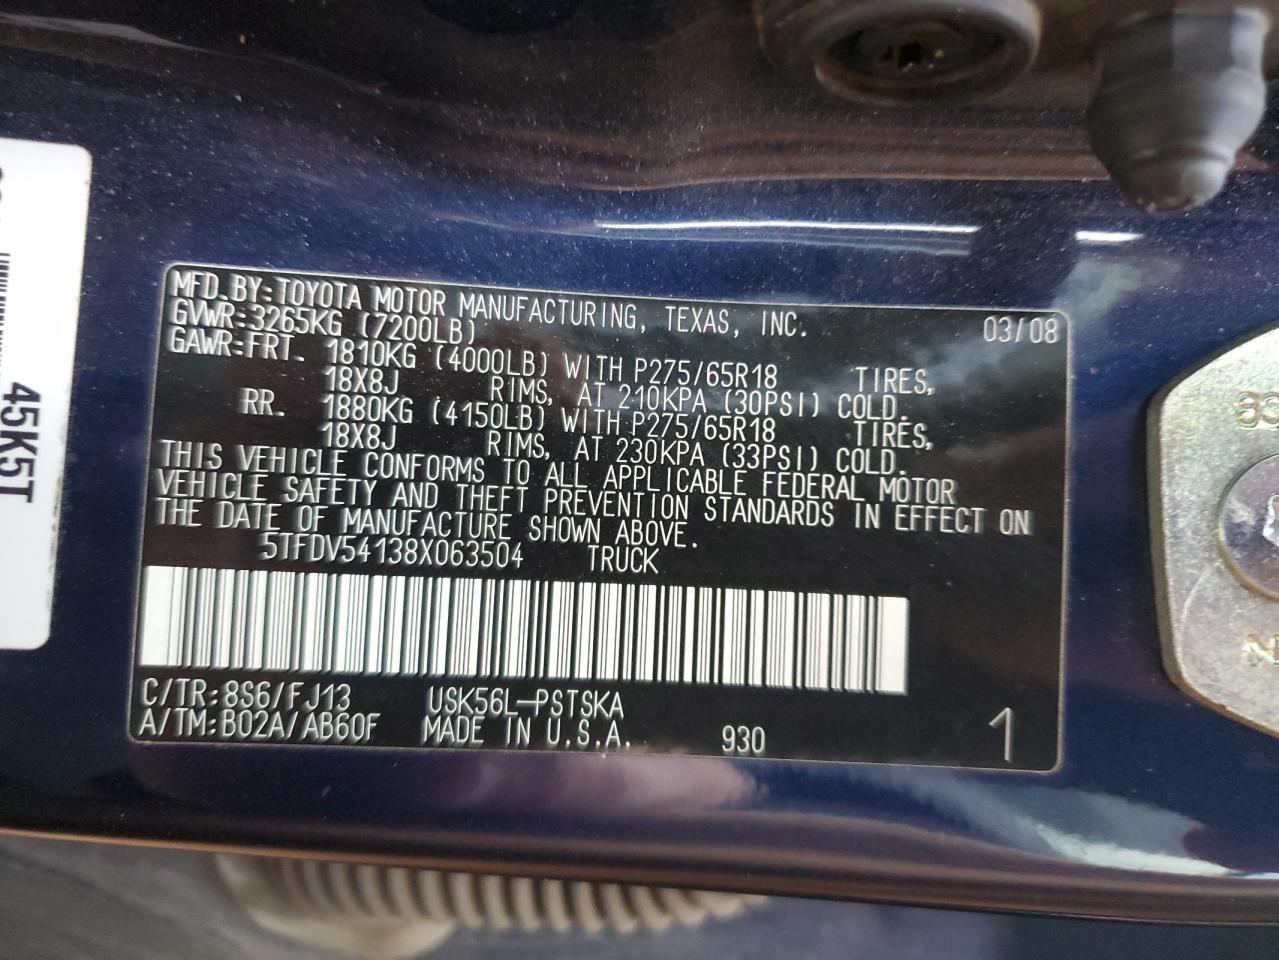 MFD.BY:TOYOTA MOTOR MANUFACTURING, TEXAS, INC. 03/08
GVWR:3265KG (7200LB)
GAWR:FRT. 1810KG (4000LB) WITH P275/65R18 TIRES,
18X8J RIMS, AT 210KPA (30PSI) COLD.
RR. 1880KG (4150LB) WITH P275/65R18 TIRES,
18X8J RIMS, AT 230KPA (33PSI) COLD.
THIS VEHICLE CONFORMS TO ALL APPLICABLE FEDERAL MOTOR
VEHICLE SAFETY AND THEFT PREVENTION STANDARDS IN EFFECT ON
THE DATE OF MANUFACTURE SHOWN ABOVE.
5TFDV54138X063504 TRUCK
C/TR:8S6/FJ13 USK56L-PSTSKA
A/TM:B02A/AB60F MADE IN U.S.A. 930 1
45K5T